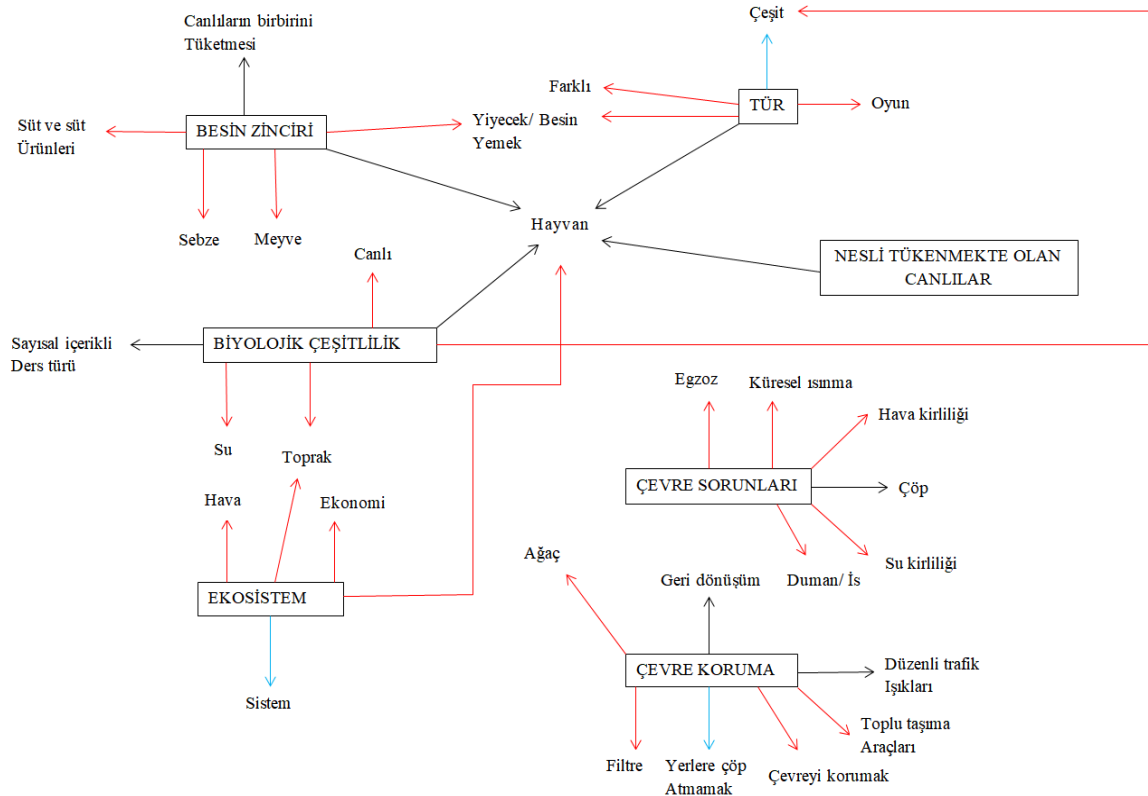 Canlıların birbirini
Tüketmesi
Çeşit
Farklı
TÜR
Oyun
Süt ve süt
Ürünleri
BESİN ZİNCİRİ
Yiyecek/ Besin
Yemek
Sebze
Meyve
Hayvan
Canlı
NESLİ TÜKENMEKTE OLAN
CANLILAR
Sayısal içerikli
Ders türü
BİYOLOJİK ÇEŞİTLİLİK
Su
Toprak
Hava
Ekonomi
EKOSİSTEM
Sistem
Egzoz
Küresel ısınma
Hava kirliliği
ÇEVRE SORUNLARI
Çöp
Duman/ İs
Su kirliliği
Ağaç
Geri dönüşüm
ÇEVRE KORUMA
Düzenli trafik
Işıkları
Toplu taşıma
Araçları
Filtre
Yerlere çöp
Atmamak
Çevreyi korumak